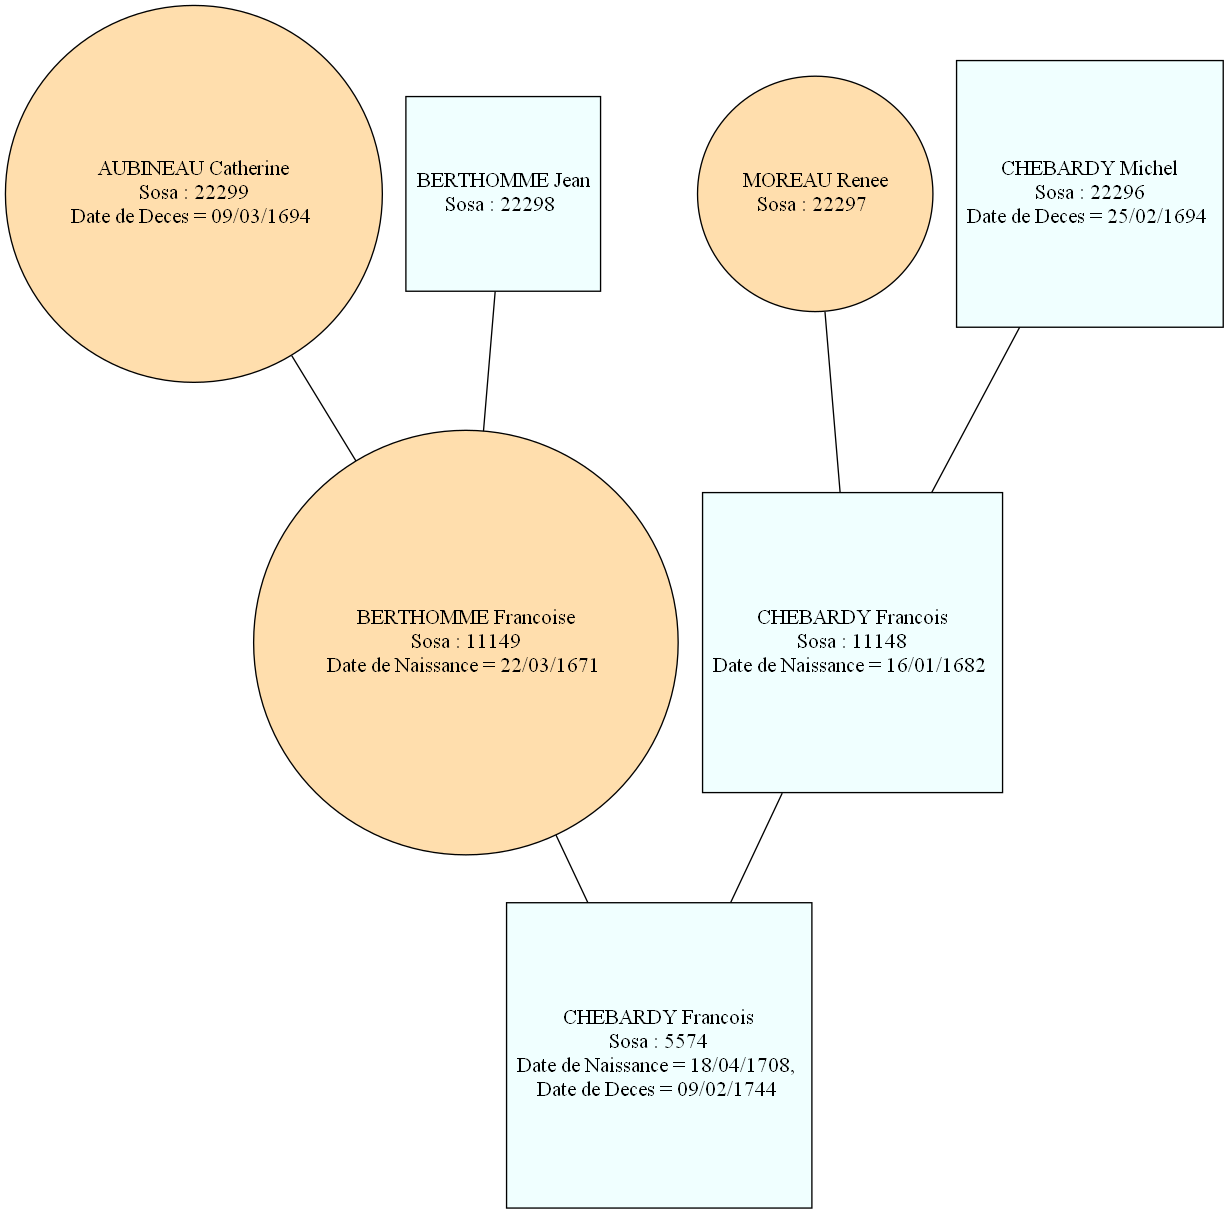 AUBINEAU Catherine
Sosa : 22299
Date de Deces = 09/03/1694
BERTHOMME Jean
Sosa : 22298
MOREAU Renee
Sosa : 22297
CHEBARDY Michel
Sosa : 22296
Date de Deces = 25/02/1694
BERTHOMME Francoise
Sosa : 11149
Date de Naissance = 22/03/1671
CHEBARDY Francois
Sosa : 11148
Date de Naissance = 16/01/1682
CHEBARDY Francois
Sosa : 5574
Date de Naissance = 18/04/1708,
Date de Deces = 09/02/1744